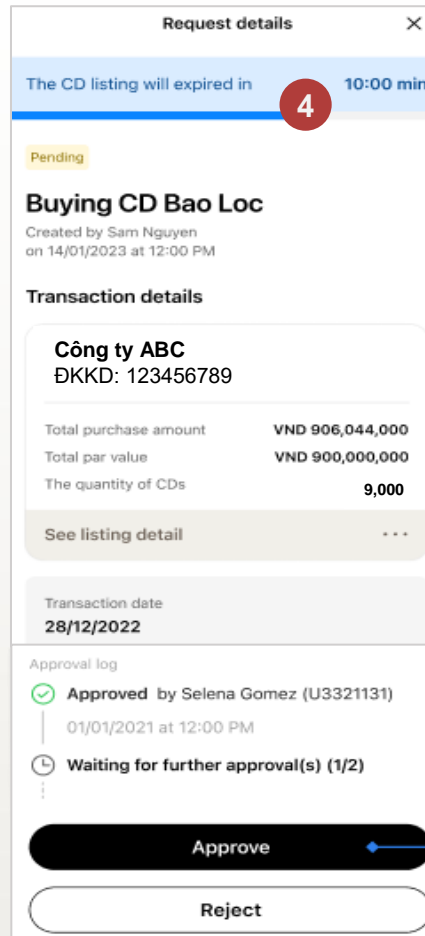 Request details
The CD listing will expired in 10:00 min
4
Pending
Buying CD Bao Loc
Created by Sam Nguyen
on 14/01/2023 at 12:00 PM
Transaction details
Công ty ABC
ĐKKD: 123456789
Total purchase amount VND 906,044,000
Total par value VND 900,000,000
The quantity of CDs 9,000
See listing detail ...
Transaction date
28/12/2022
Approval log
Approved by Selena Gomez (U3321131)
01/01/2021 at 12:00 PM
Waiting for further approval(s) (1/2)
Approve
Reject